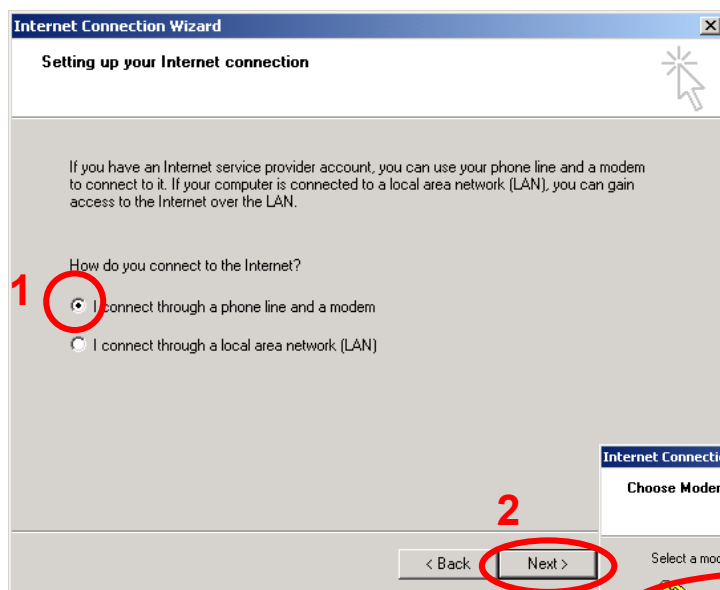 Internet Connection Wizard
Setting up your Internet connection
If you have an Internet service provider account, you can use your phone line and a modem
to connect to it. If your computer is connected to a local area network (LAN), you can gain
access to the Internet over the LAN.
How do you connect to the Internet?
1
I connect through a phone line and a modem
I connect through a local area network (LAN)
2
< Back
Next >
Internet Connecti
Choose Moder
Select a mod